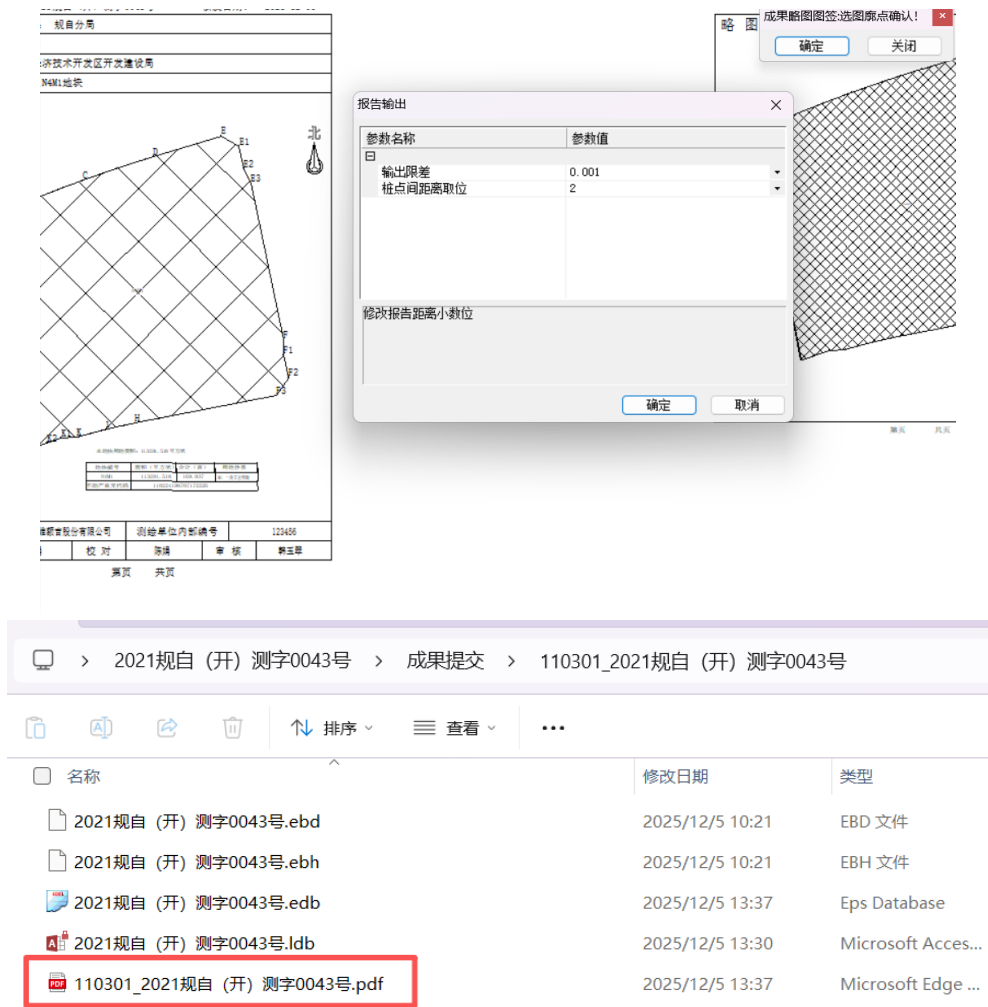 规自分局
成果略图图签:选图廓点确认!
略 图
确定
关闭
济技术开发区开发建设局
N4M1地块
报告输出
参数名称
参数值
输出限差
0.001
桩点间距离取位
2
修改报告距离小数位
确定
取消
北
E
E1
D
E2
C
E3
F
F1
F2
F3
H
K
K1
K2
测绘单位内部编号
123456
校 对
陈娟
审 核
韩玉翠
第页 共页
第页 共页
2021规自（开）测字0043号 > 成果提交 > 110301_2021规自（开）测字0043号
排序
查看
名称
修改日期
类型
2021规自（开）测字0043号.ebd 2025/12/5 10:21 EBD 文件
2021规自（开）测字0043号.ebh 2025/12/5 10:21 EBH 文件
2021规自（开）测字0043号.edb 2025/12/5 13:37 Eps Database
2021规自（开）测字0043号.ldb 2025/12/5 13:30 Microsoft Acces...
110301_2021规自（开）测字0043号.pdf 2025/12/5 13:37 Microsoft Edge ...